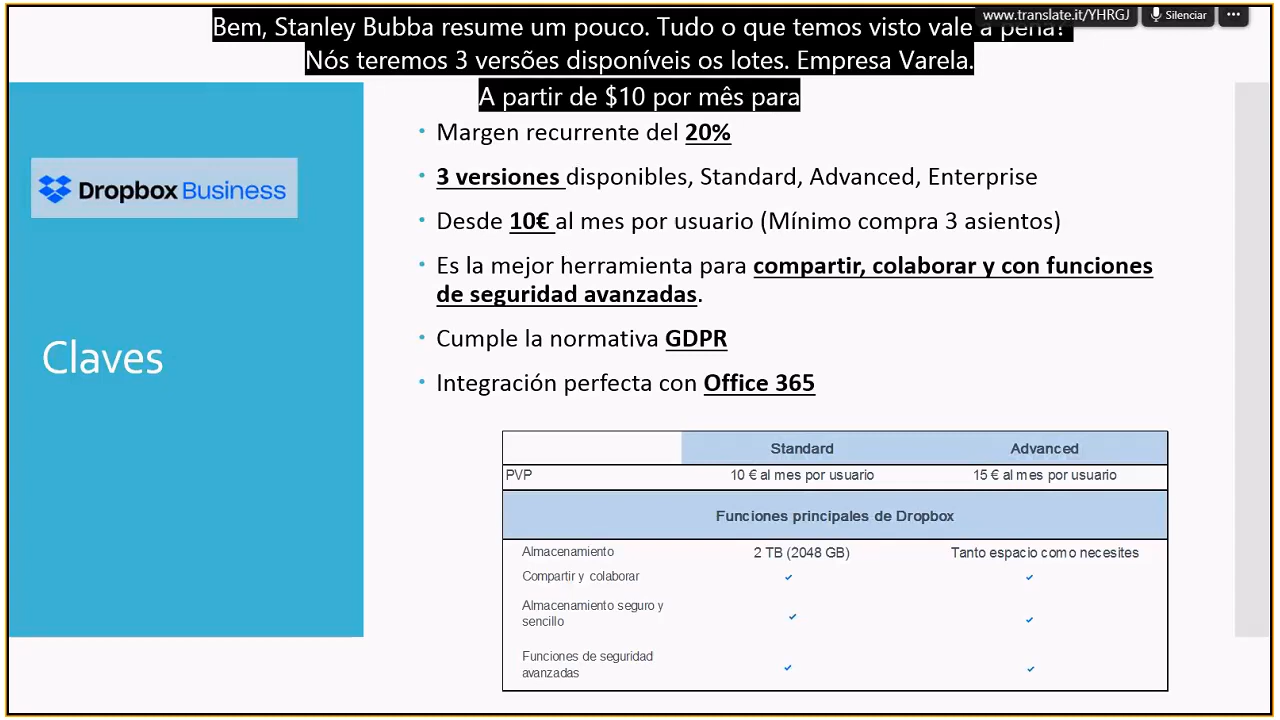 www.translate.it/YHRGJ
Silenciar
Bem, Stanley Bubba resume um pouco. Tudo o que temos visto vale a pena?
Nós teremos 3 versões disponíveis os lotes. Empresa Varela.
A partir de $10 por mês para
Dropbox Business
Claves
• Margen recurrente del 20%
• 3 versiones disponibles, Standard, Advanced, Enterprise
• Desde 10€ al mes por usuario (Mínimo compra 3 asientos)
• Es la mejor herramienta para compartir, colaborar y con funciones
de seguridad avanzadas.
• Cumple la normativa GDPR
• Integración perfecta con Office 365
Standard Advanced
PVP 10 € al mes por usuario 15 € al mes por usuario
Funciones principales de Dropbox
Almacenamiento 2 TB (2048 GB) Tanto espacio como necesites
Compartir y colaborar ✓ ✓
Almacenamiento seguro y
sencillo ✓ ✓
Funciones de seguridad
avanzadas ✓ ✓